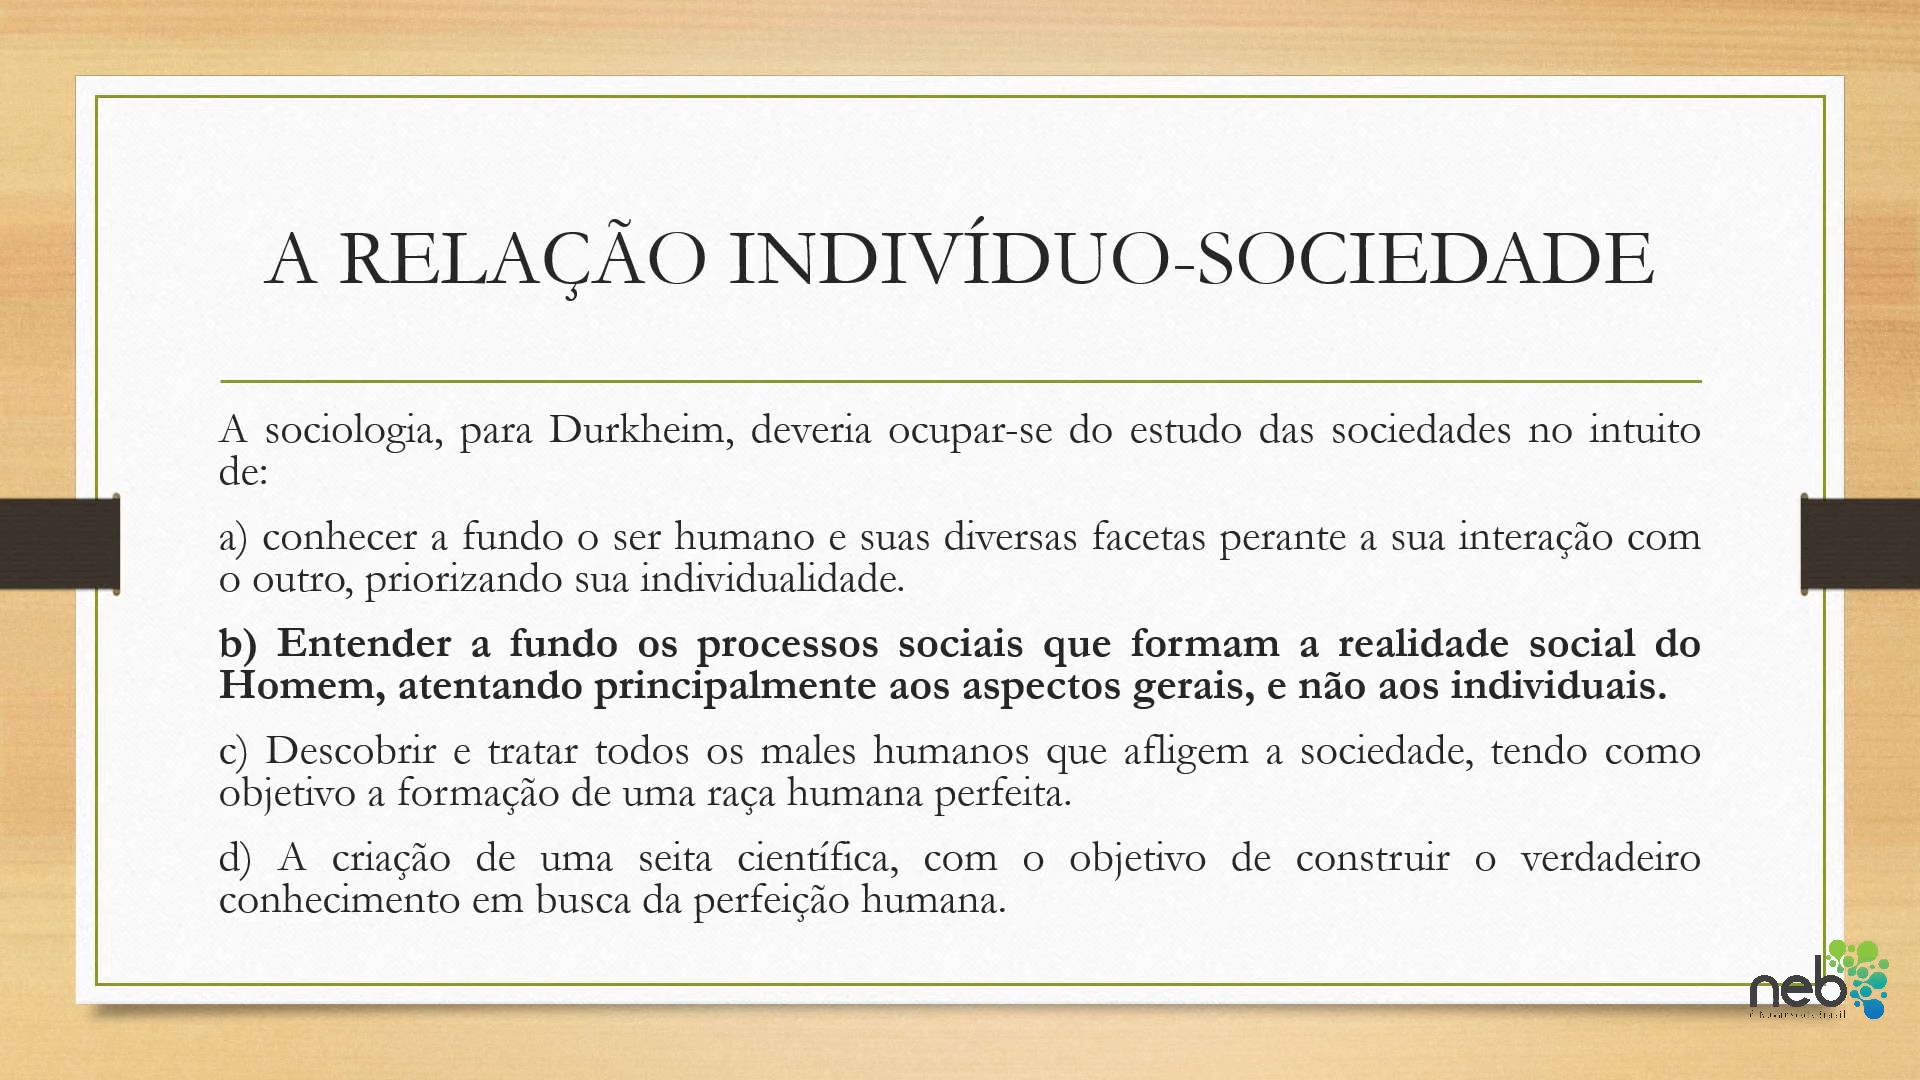 A RELAÇÃO INDIVÍDUO-SOCIEDADE
A sociologia, para Durkheim, deveria ocupar-se do estudo das sociedades no intuito
de:
a) conhecer a fundo o ser humano e suas diversas facetas perante a sua interação com
o outro, priorizando sua individualidade.
b) Entender a fundo os processos sociais que formam a realidade social do
Homem, atentando principalmente aos aspectos gerais, e não aos individuais.
c) Descobrir e tratar todos os males humanos que afligem a sociedade, tendo como
objetivo a formação de uma raça humana perfeita.
d) A criação de uma seita científica, com o objetivo de construir o verdadeiro
conhecimento em busca da perfeição humana.
neb